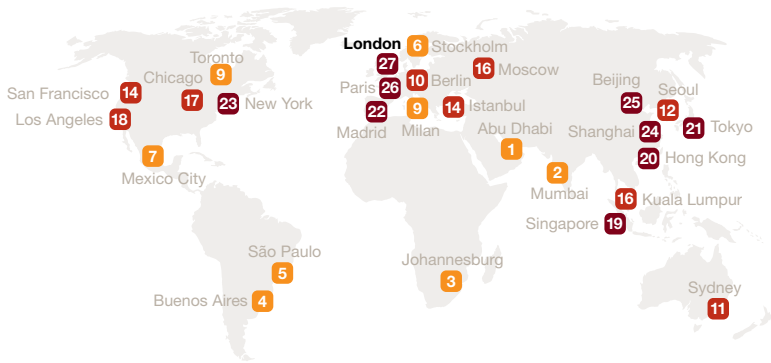 London
27
6
Stockholm
Toronto
9
Chicago
17
San Francisco
14
Los Angeles
18
23
New York
7
Mexico City
Paris
26
10
Berlin
16
Moscow
Madrid
22
9
Milan
14
Istanbul
Abu Dhabi
1
2
Mumbai
Beijing
25
Seoul
12
Shanghai
24
21
Tokyo
20
Hong Kong
16
Kuala Lumpur
Singapore
19
São Paulo
5
Buenos Aires
4
Johannesburg
3
Sydney
11